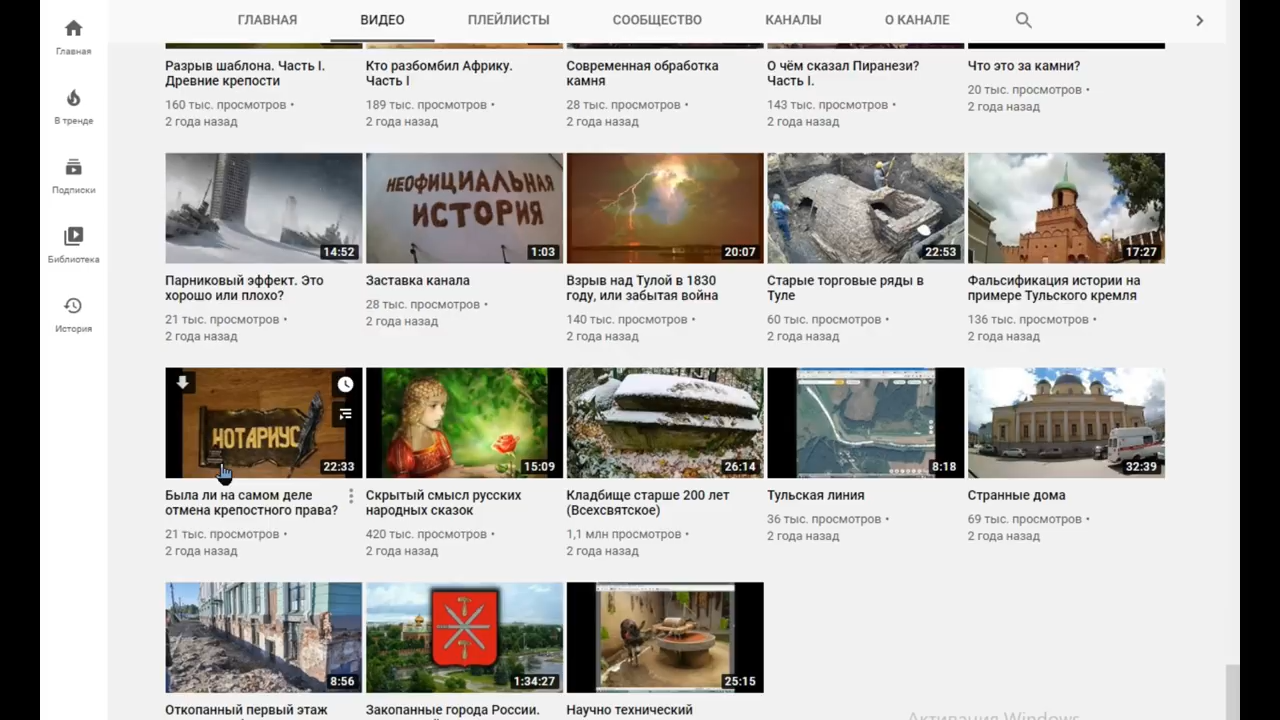 ГЛАВНАЯ ВИДЕО ПЛЕЙЛИСТЫ СООБЩЕСТВО КАНАЛЫ О КАНАЛЕ
Главная
В тренде
Подписки
Библиотека
История
Разрыв шаблона. Часть I.
Древние крепости
160 тыс. просмотров •
2 года назад
Кто разбомбил Африку.
Часть I
189 тыс. просмотров •
2 года назад
Современная обработка
камня
28 тыс. просмотров •
2 года назад
О чём сказал Пиранези?
Часть I.
143 тыс. просмотров •
2 года назад
Что это за камни?
20 тыс. просмотров •
2 года назад
14:52
Парниковый эффект. Это
хорошо или плохо?
21 тыс. просмотров •
2 года назад
НЕОФИЦИАЛЬНАЯ
ИСТОРИЯ
1:03
Заставка канала
28 тыс. просмотров •
2 года назад
20:07
Взрыв над Тулой в 1830
году, или забытая война
140 тыс. просмотров •
2 года назад
22:53
Старые торговые ряды в
Туле
60 тыс. просмотров •
2 года назад
17:27
Фальсификация истории на
примере Тульского кремля
136 тыс. просмотров •
2 года назад
НОТАРИУС
22:33
Была ли на самом деле
отмена крепостного права?
21 тыс. просмотров •
2 года назад
15:09
Скрытый смысл русских
народных сказок
420 тыс. просмотров •
2 года назад
26:14
Кладбище старше 200 лет
(Всехсвятское)
1,1 млн просмотров •
2 года назад
8:18
Тульская линия
36 тыс. просмотров •
2 года назад
32:39
Странные дома
69 тыс. просмотров •
2 года назад
8:56
Откопанный первый этаж
1:34:27
Закопанные города России.
25:15
Научно технический
Активация Windows